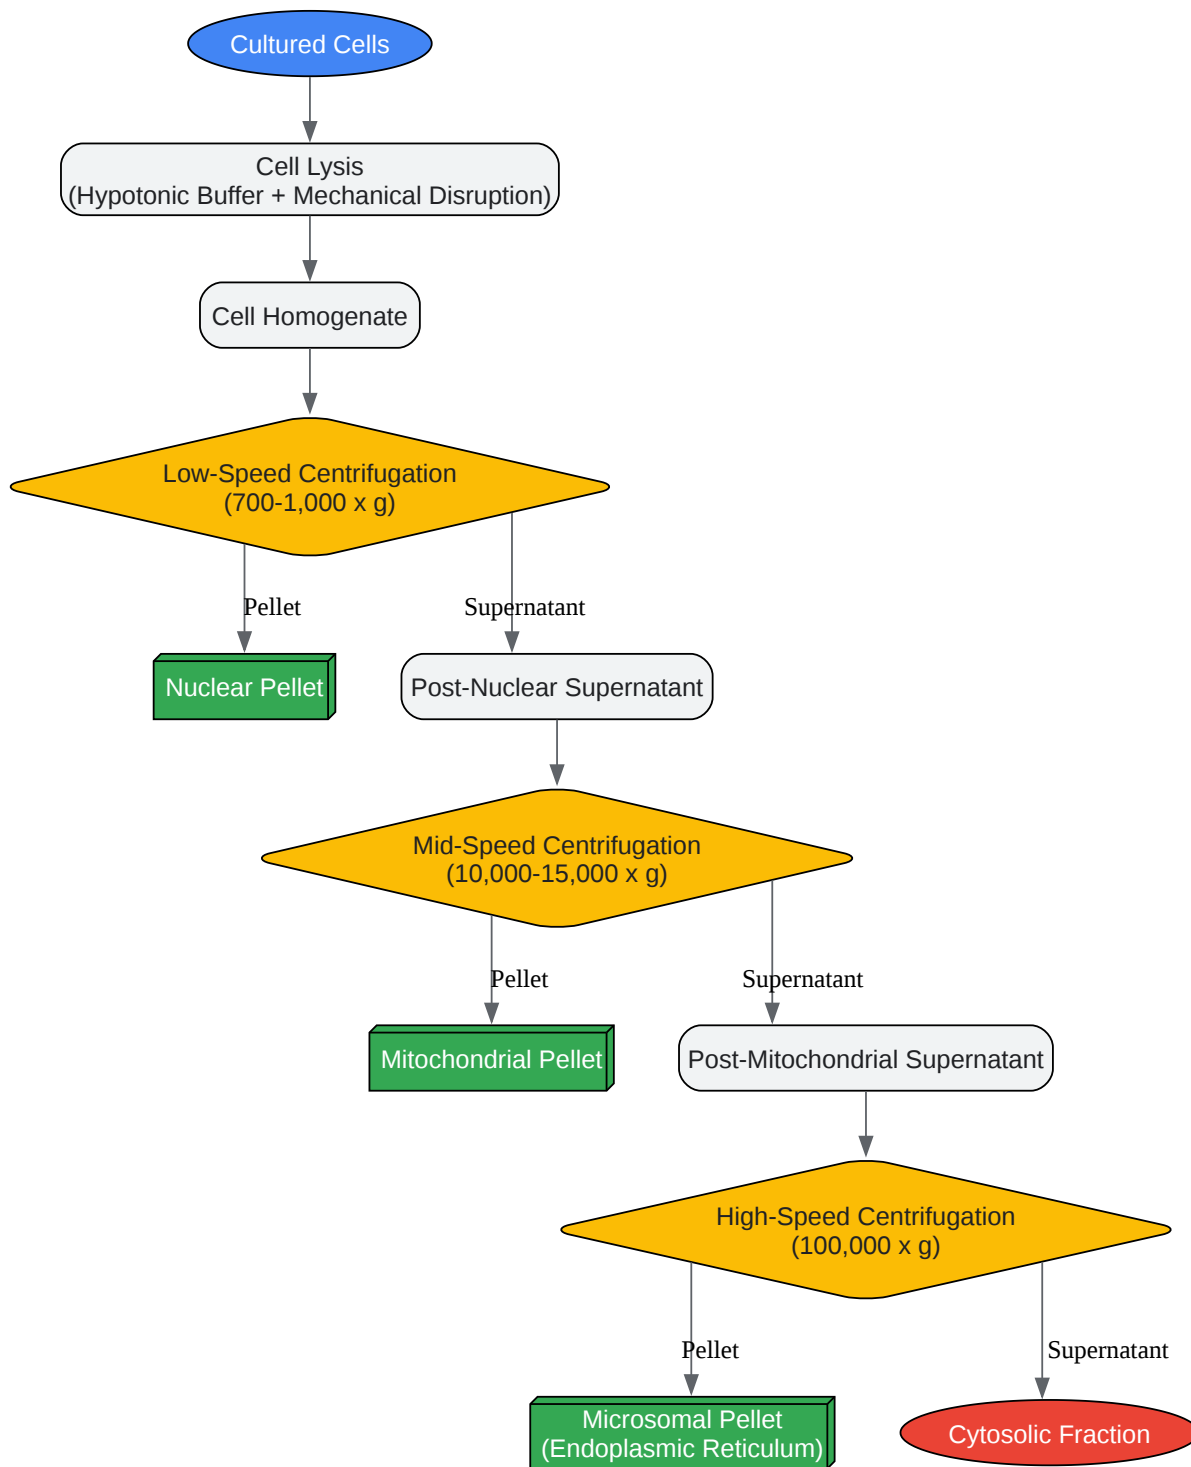 Cultured Cells
Cell Lysis
(Hypotonic Buffer + Mechanical Disruption)
Cell Homogenate
Low-Speed Centrifugation
(700-1,000 x g)
Pellet
Supernatant
Nuclear Pellet
Post-Nuclear Supernatant
Mid-Speed Centrifugation
(10,000-15,000 x g)
Pellet
Supernatant
Mitochondrial Pellet
Post-Mitochondrial Supernatant
High-Speed Centrifugation
(100,000 x g)
Pellet
Supernatant
Microsomal Pellet
(Endoplasmic Reticulum)
Cytosolic Fraction